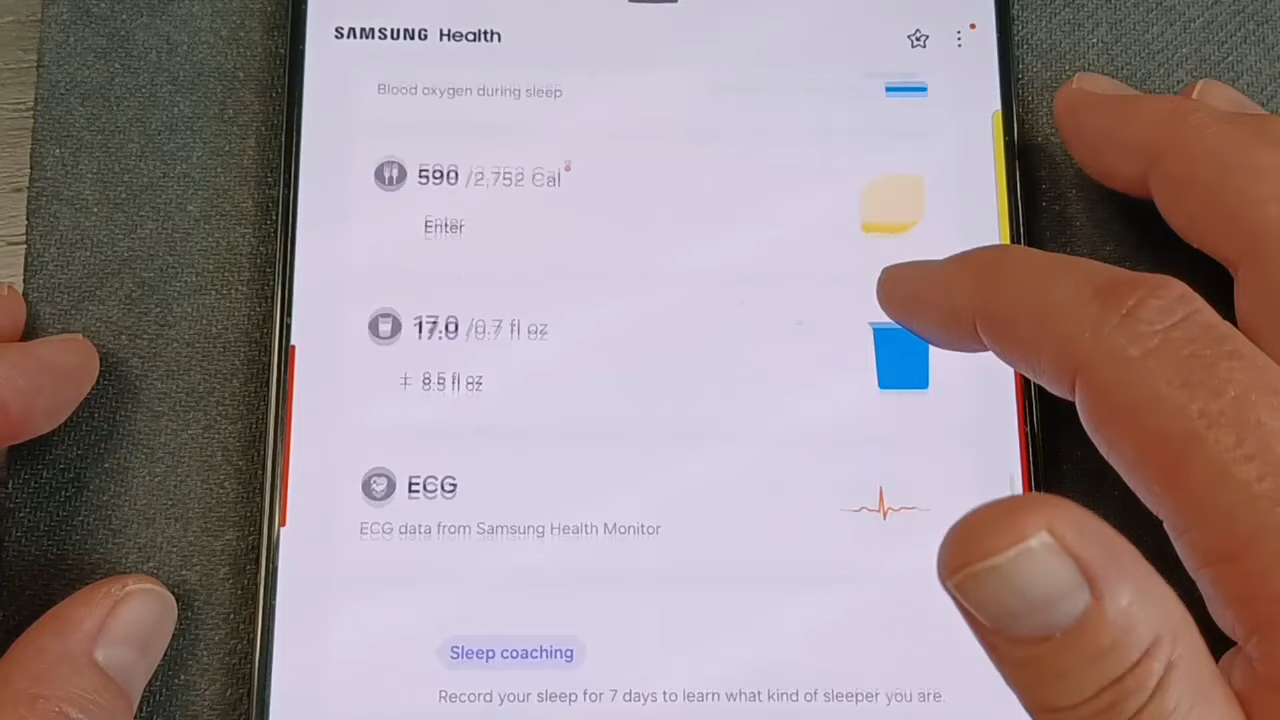 SAMSUNG Health
Blood oxygen during sleep
590 /2,752 Cal
Enter
17.0 /0.7 fl oz
+ 8.5 fl oz
ECG
ECG data from Samsung Health Monitor
Sleep coaching
Record your sleep for 7 days to learn what kind of sleeper you are.